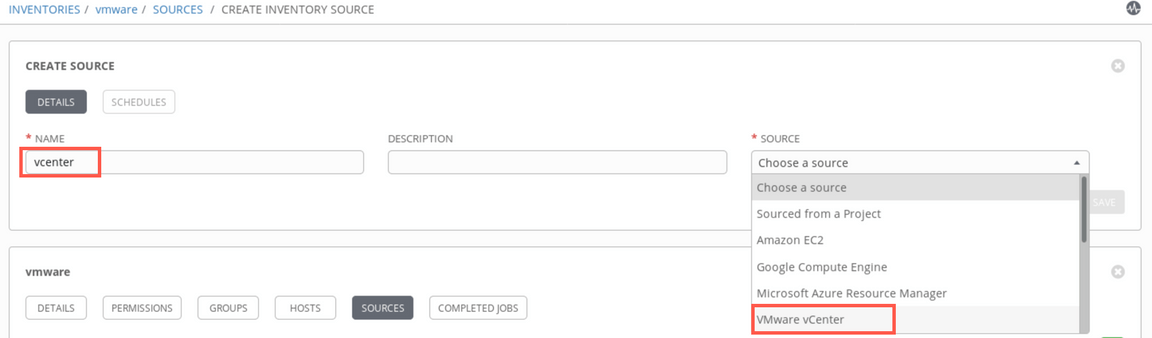 INVENTORIES / vmware / SOURCES / CREATE INVENTORY SOURCE
CREATE SOURCE
DETAILS SCHEDULES
* NAME DESCRIPTION * SOURCE
vcenter Choose a source
Choose a source
SAVE
Sourced from a Project
Amazon EC2
Google Compute Engine
vmware
Microsoft Azure Resource Manager
DETAILS PERMISSIONS GROUPS HOSTS SOURCES COMPLETED JOBS
VMware vCenter